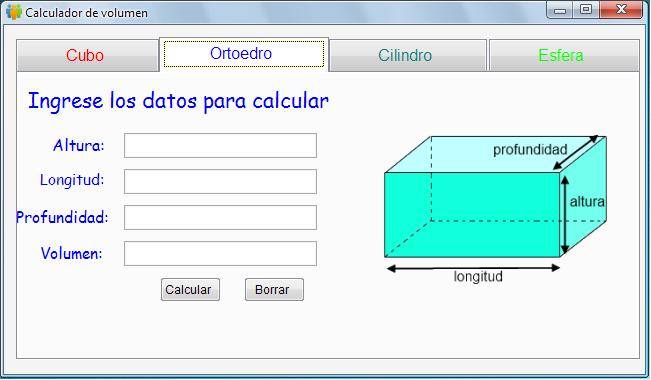 Calculador de volumen
Cubo
Ortoedro
Cilindro
Esfera
Ingrese los datos para calcular
Altura:
Longitud:
Profundidad:
Volumen:
Calcular
Borrar
profundidad
altura
longitud